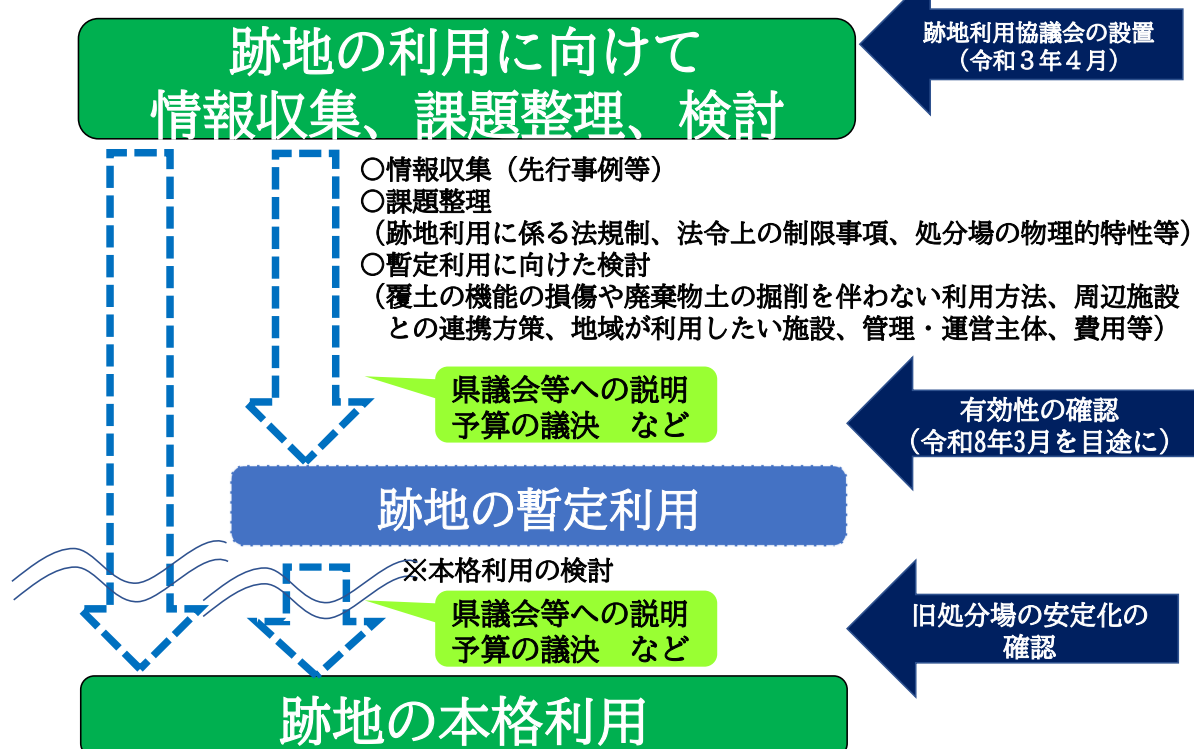 跡地の利用に向けて
情報収集、課題整理、検討
跡地利用協議会の設置
（令和３年４月）
〇情報収集（先行事例等）
〇課題整理
（跡地利用に係る法規制、法令上の制限事項、処分場の物理的特性等）
〇暫定利用に向けた検討
（覆土の機能の損傷や廃棄物土の掘削を伴わない利用方法、周辺施設
との連携方策、地域が利用したい施設、管理・運営主体、費用等）
県議会等への説明
予算の議決　など
有効性の確認
（令和8年3月を目途に）
跡地の暫定利用
※本格利用の検討
県議会等への説明
予算の議決　など
旧処分場の安定化の
確認
跡地の本格利用